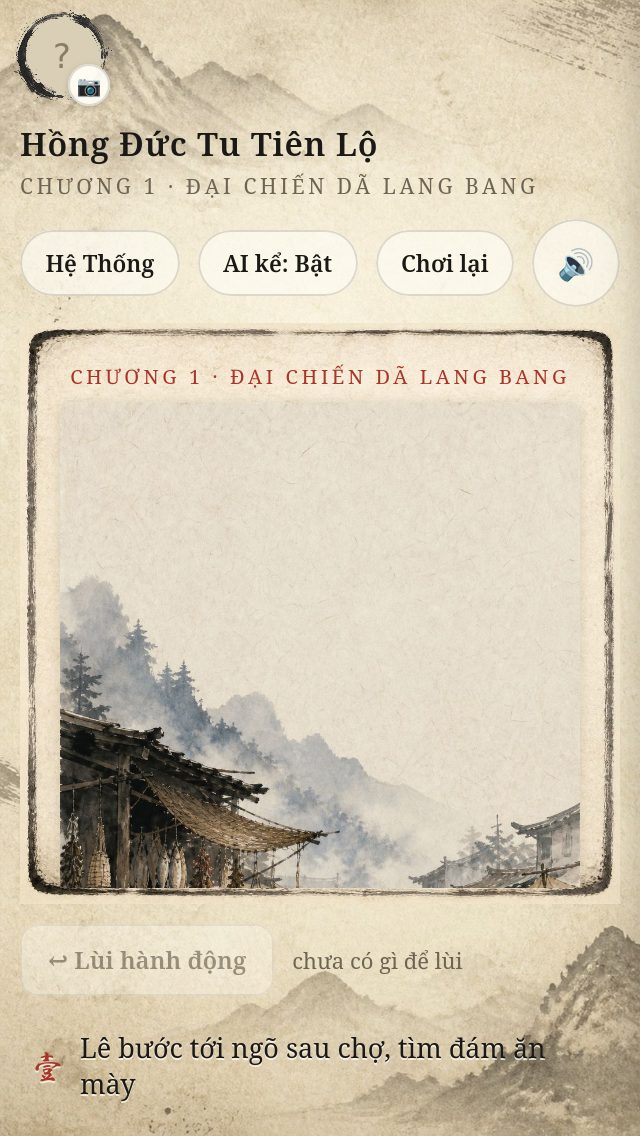 ?
Hồng Đức Tu Tiên Lộ
CHƯƠNG 1 · ĐẠI CHIẾN DÃ LANG BANG
Hệ Thống
AI kể: Bật
Chơi lại
CHƯƠNG 1 · ĐẠI CHIẾN DÃ LANG BANG
↩ Lùi hành động
chưa có gì để lùi
壹 Lê bước tới ngõ sau chợ, tìm đám ăn
mày